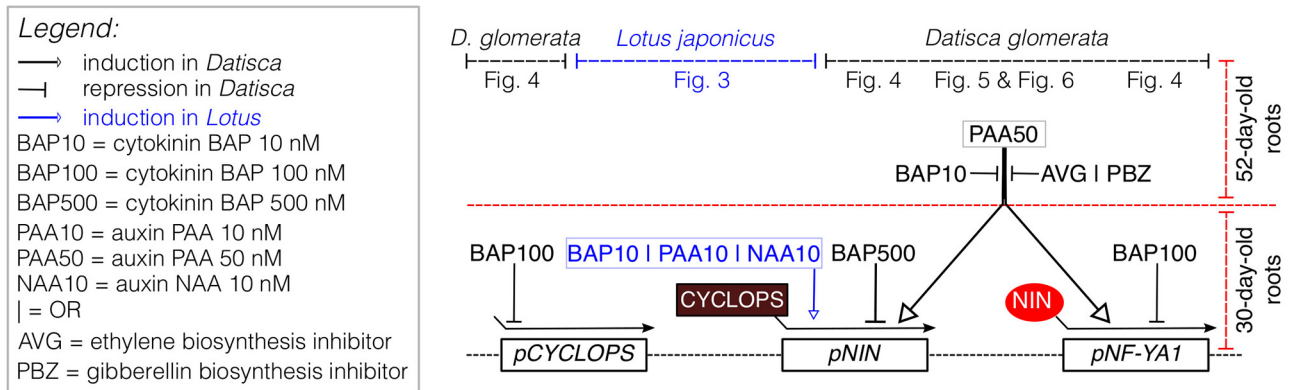 Legend:
induction in Datisca
repression in Datisca
induction in Lotus
BAP10 = cytokinin BAP 10 nM
BAP100 = cytokinin BAP 100 nM
BAP500 = cytokinin BAP 500 nM
PAA10 = auxin PAA 10 nM
PAA50 = auxin PAA 50 nM
NAA10 = auxin NAA 10 nM
| = OR
AVG = ethylene biosynthesis inhibitor
PBZ = gibberellin biosynthesis inhibitor
D. glomerata Lotus japonicus Datisca glomerata
Fig. 4 Fig. 3 Fig. 4 Fig. 5 & Fig. 6 Fig. 4
PAA50
BAP10 AVG | PBZ
52-day-old
roots
BAP100 BAP10 | PAA10 | NAA10 BAP500 BAP100
CYCLOPS NIN
pCYCLOPS pNIN pNF-YA1
30-day-old
roots